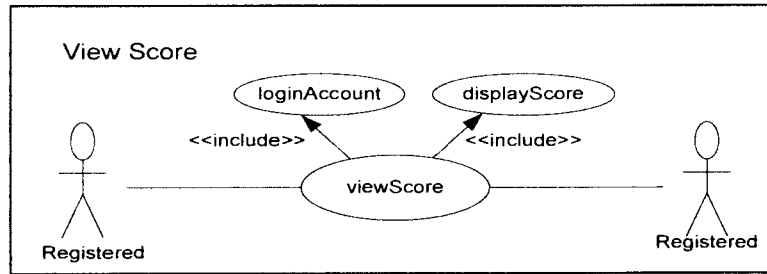 View Score
loginAccount
displayScore
<<include>>
<<include>>
viewScore
Registered
Registered